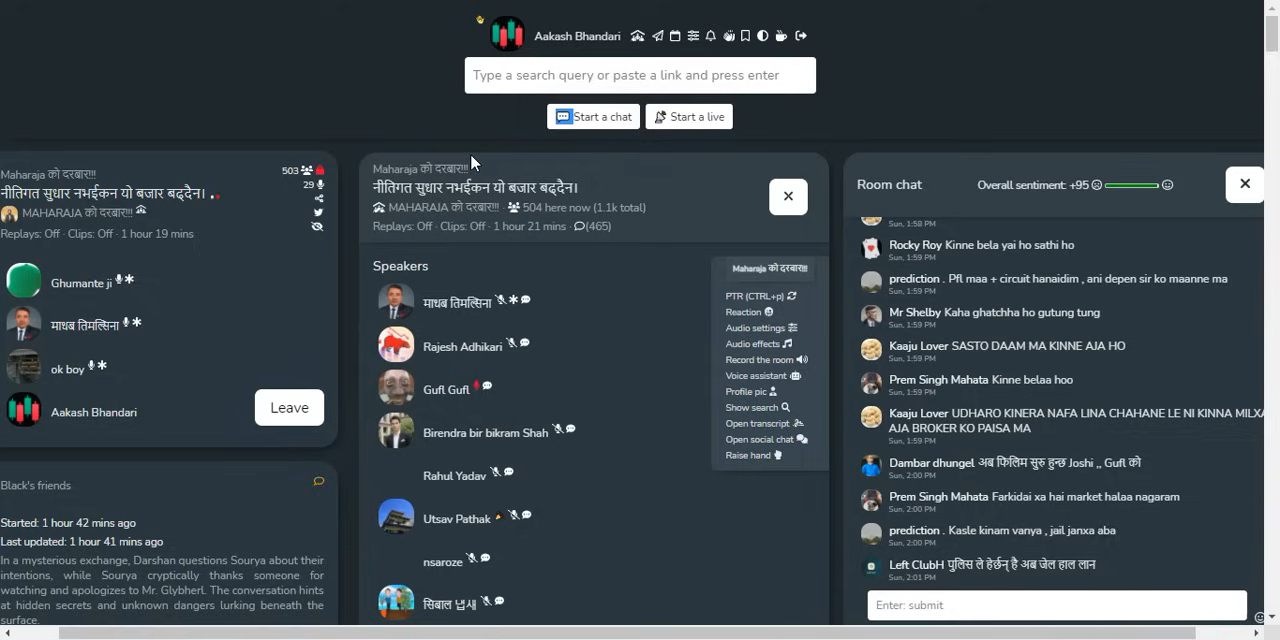 Aakash Bhandari
Type a search query or paste a link and press enter
Start a chat
Start a live
Maharaja को दरबार!!!
503
नीतिगत सुधार नभईकन यो बजार बढ्दैन।
29
MAHARAJA को दरबार!!!
Replays: Off · Clips: Off · 1 hour 19 mins
Ghumante ji
माधब तिमल्सिना
ok boy
Aakash Bhandari
Leave
Black's friends
Started: 1 hour 42 mins ago
Last updated: 1 hour 41 mins ago
In a mysterious exchange, Darshan questions Sourya about their
intentions, while Sourya cryptically thanks someone for
watching and apologizes to Mr. Glyberhl. The conversation hints
at hidden secrets and unknown dangers lurking beneath the
surface.
Maharaja को दरबार!!!
नीतिगत सुधार नभईकन यो बजार बढ्दैन।
MAHARAJA को दरबार!!! · 504 here now (1.1k total)
Replays: Off · Clips: Off · 1 hour 21 mins · (465)
Speakers
माधब तिमल्सिना
Rajesh Adhikari
Gufl Gufl
Birendra bir bikram Shah
Rahul Yadav
Utsav Pathak
nsaroze
सिबाल 냅새
Maharaja को दरबार!!!
PTR (CTRL+p)
Reaction
Audio settings
Audio effects
Record the room
Voice assistant
Profile pic
Show search
Open transcript
Open social chat
Raise hand
Room chat
Overall sentiment: +95
Sun, 1:58 PM
Rocky Roy Kinne bela yai ho sathi ho
Sun, 1:59 PM
prediction . Pfl maa + circuit hanaidim , ani depen sir ko maanne ma
Sun, 1:59 PM
Mr Shelby Kaha ghatchha ho gutung tung
Sun, 1:59 PM
Kaaju Lover SASTO DAAM MA KINNE AJA HO
Sun, 1:59 PM
Prem Singh Mahata Kinne belaa hoo
Sun, 1:59 PM
Kaaju Lover UDHARO KINERA NAFA LINA CHAHANE LE NI KINNA MILXA
AJA BROKER KO PAISA MA
Sun, 1:59 PM
Dambar dhungel अब फिलिम सुरु हुन्छ Joshi ,, Gufl को
Sun, 2:00 PM
Prem Singh Mahata Farkidai xa hai market halaa nagaram
Sun, 2:00 PM
prediction . Kasle kinam vanya , jail janxa aba
Sun, 2:00 PM
Left ClubH पुलिस ले हेर्छन् है अब जेल हाल लान
Sun, 2:01 PM
Enter: submit